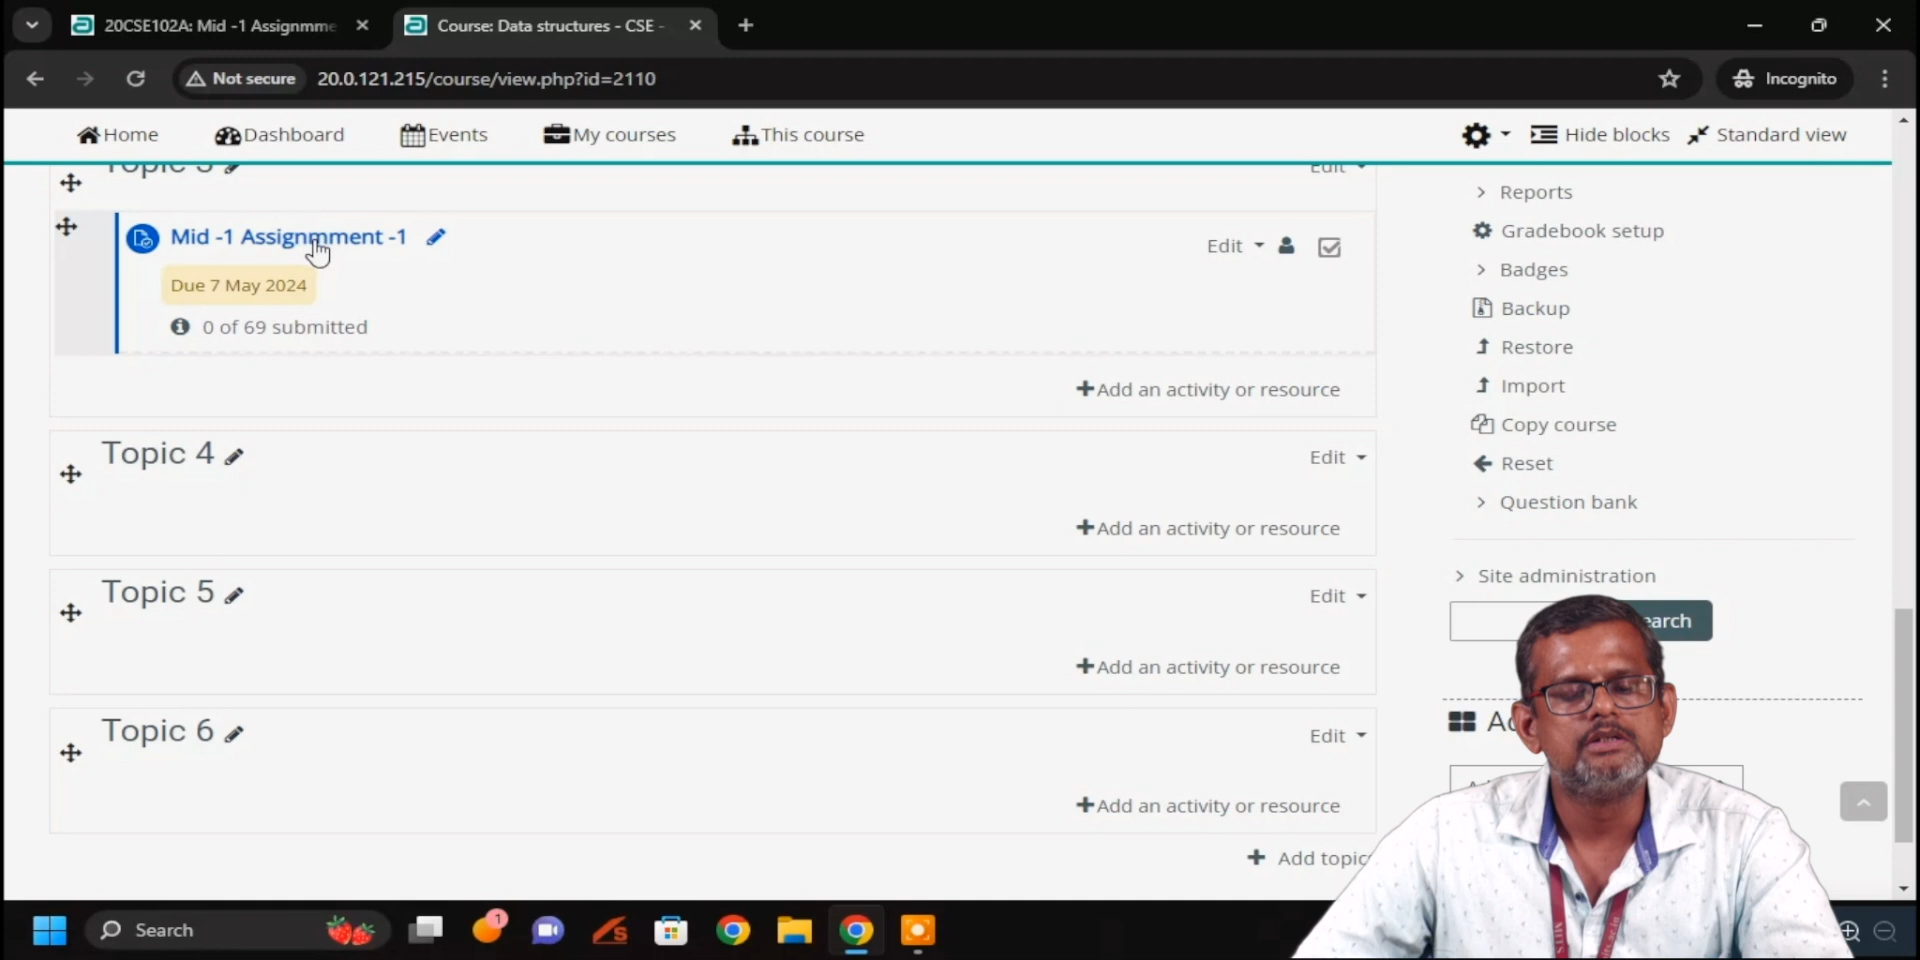 20CSE102A: Mid -1 Assignmme
Course: Data structures - CSE -
Not secure
20.0.121.215/course/view.php?id=2110
Incognito
Home
Dashboard
Events
My courses
This course
Hide blocks
Standard view
Topic 3
Edit
Mid -1 Assignmment -1
Edit
Due 7 May 2024
0 of 69 submitted
Add an activity or resource
Topic 4
Edit
Add an activity or resource
Topic 5
Edit
Add an activity or resource
Topic 6
Edit
Add an activity or resource
Add topic
Reports
Gradebook setup
Badges
Backup
Restore
Import
Copy course
Reset
Question bank
Site administration
earch
Search
1